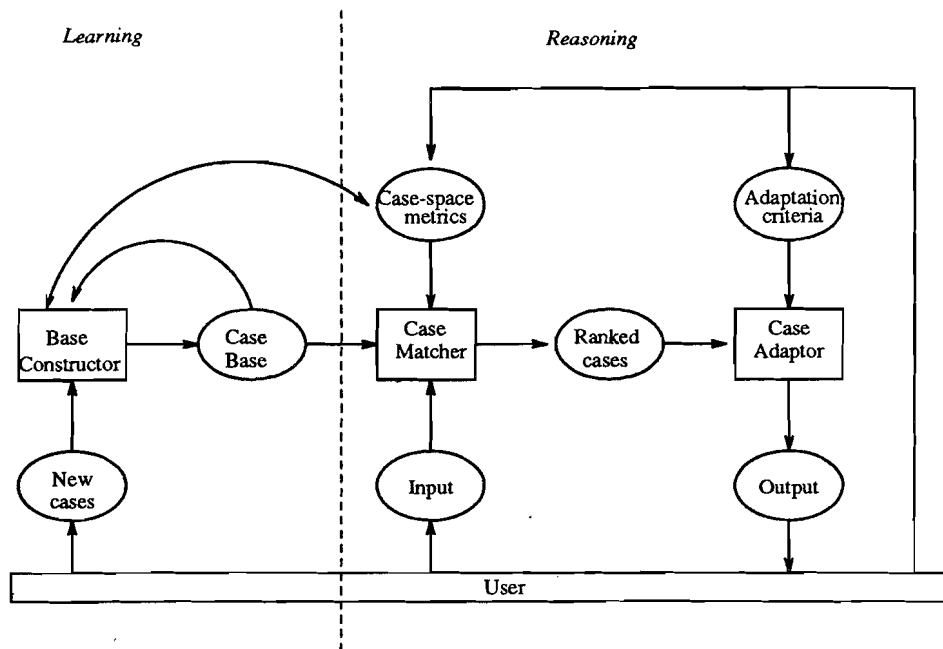 Learning
Reasoning
Case-space
metrics
Adaptation
criteria
Base
Constructor
Case
Base
Case
Matcher
Ranked
cases
Case
Adaptor
New
cases
Input
Output
User